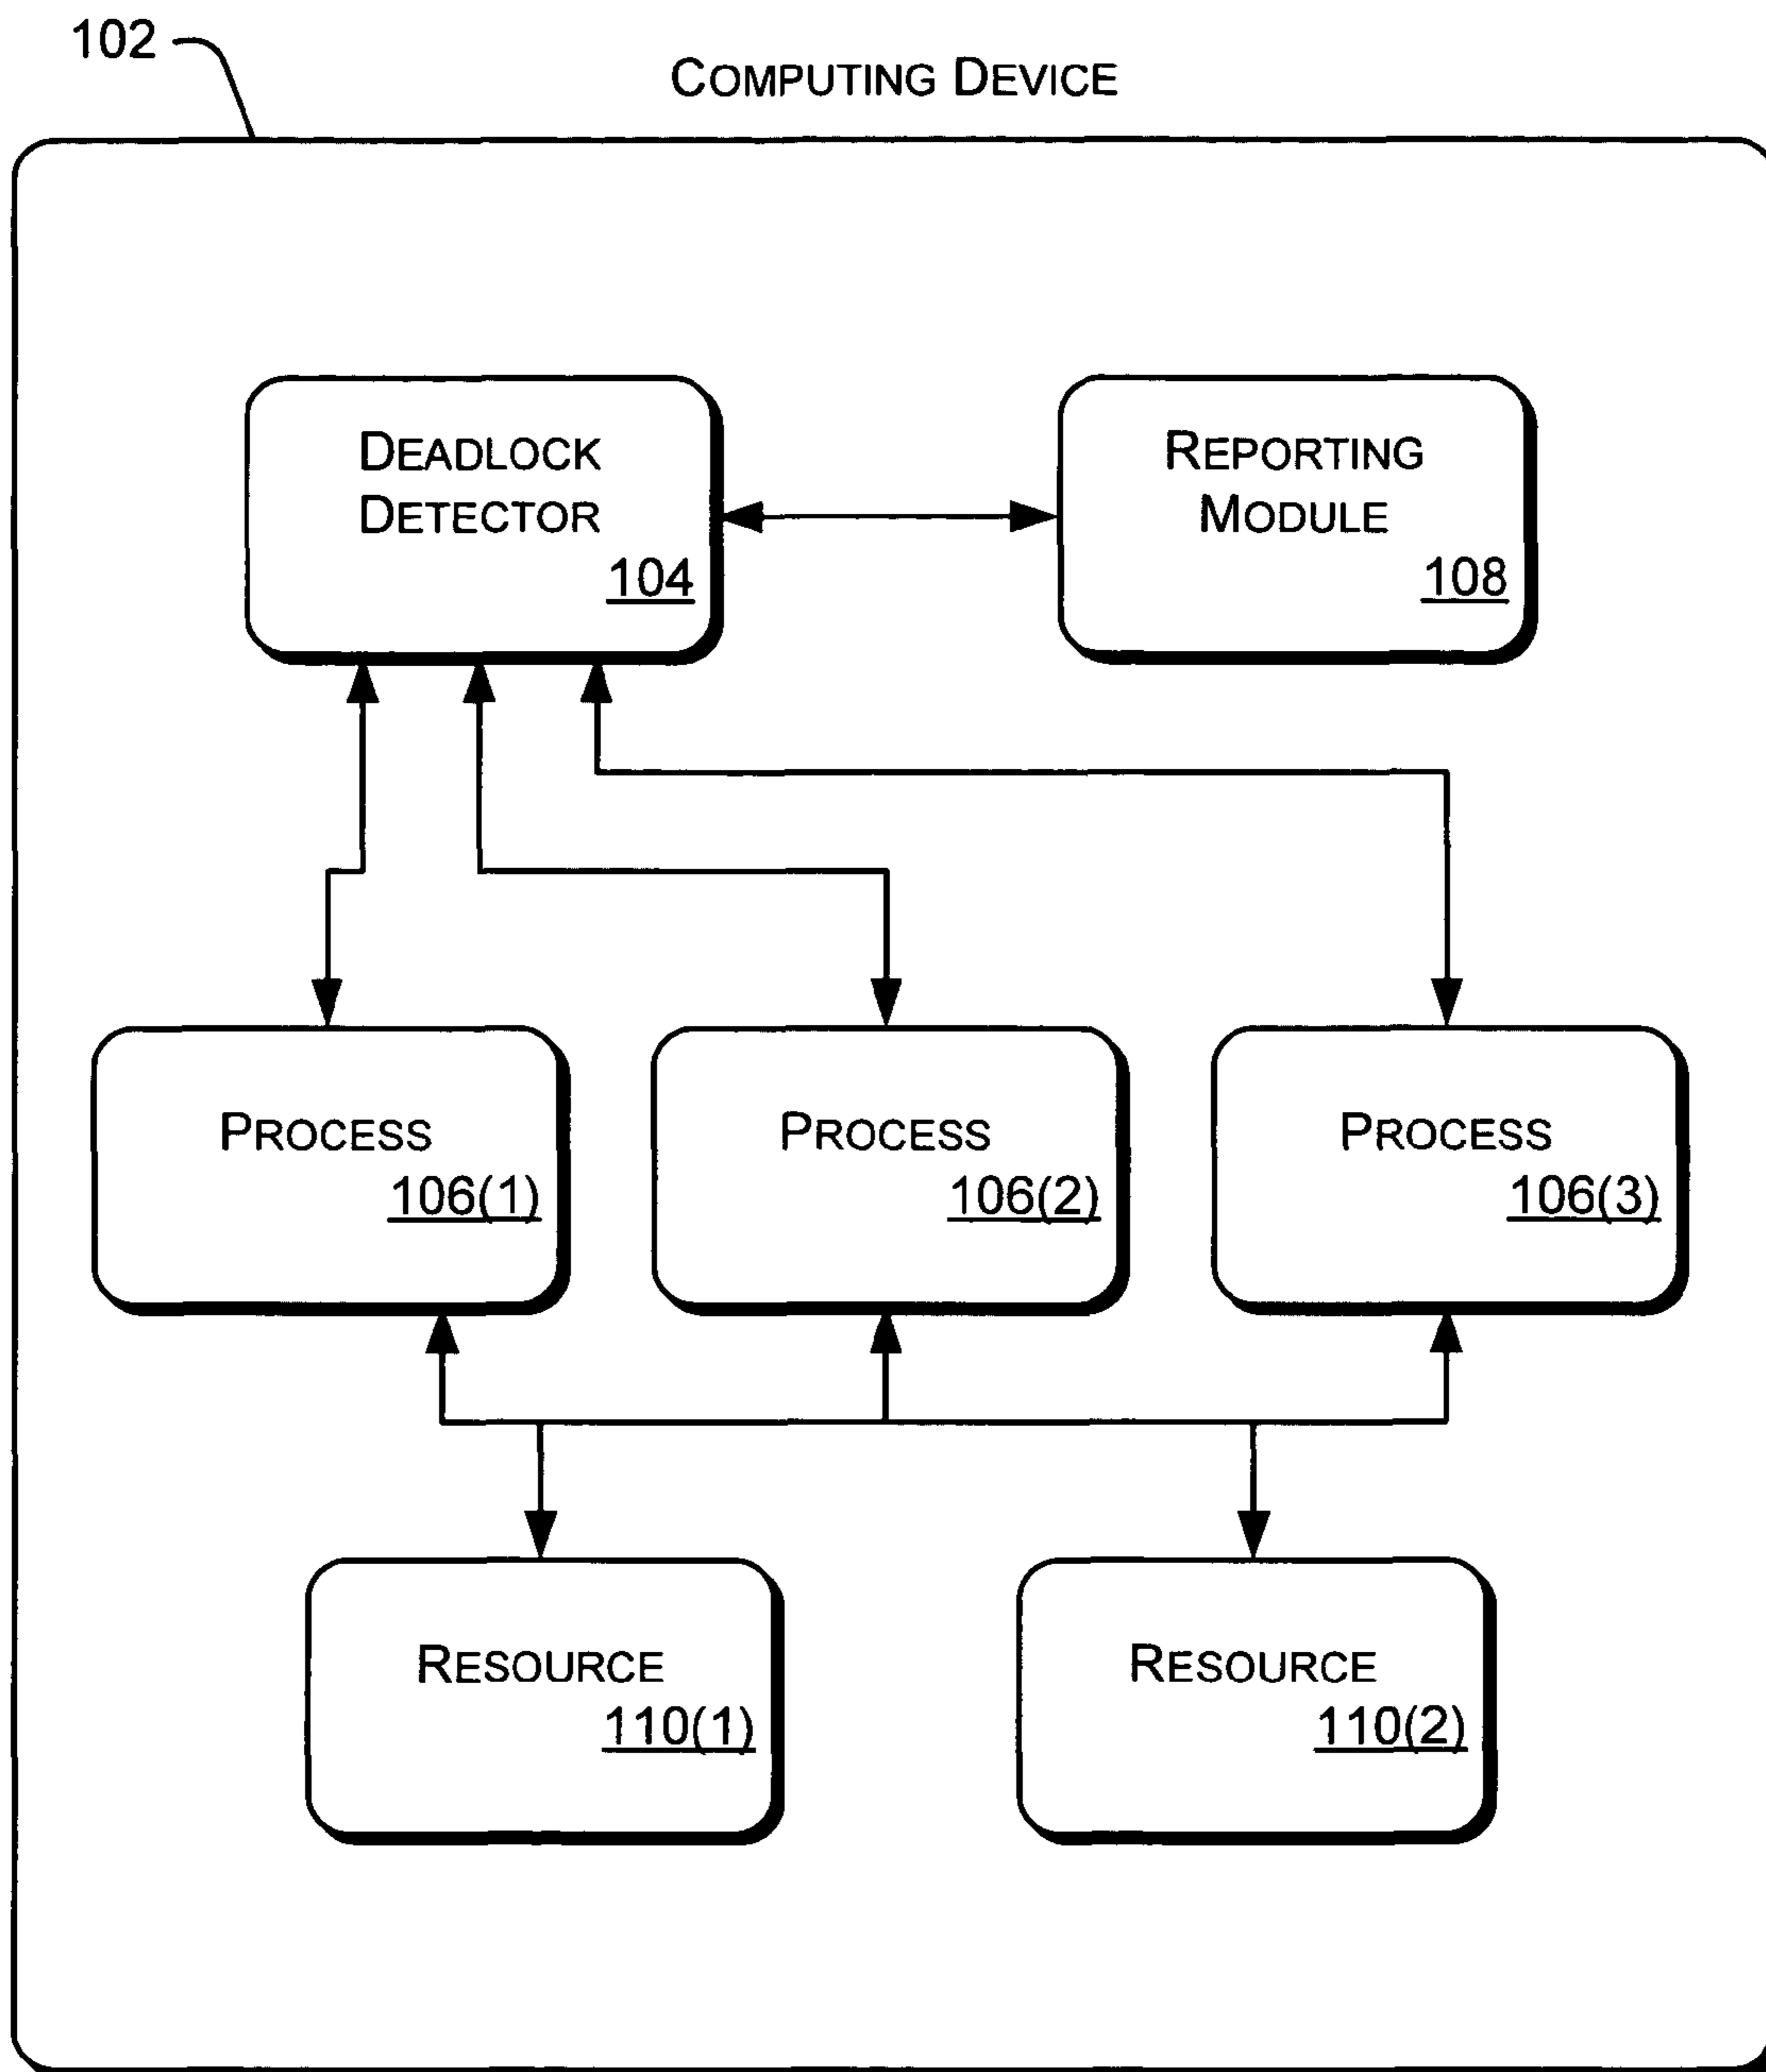 102
COMPUTING DEVICE
DEADLOCK
DETECTOR
104
REPORTING
MODULE
108
PROCESS
106(1)
PROCESS
106(2)
PROCESS
106(3)
RESOURCE
110(1)
RESOURCE
110(2)